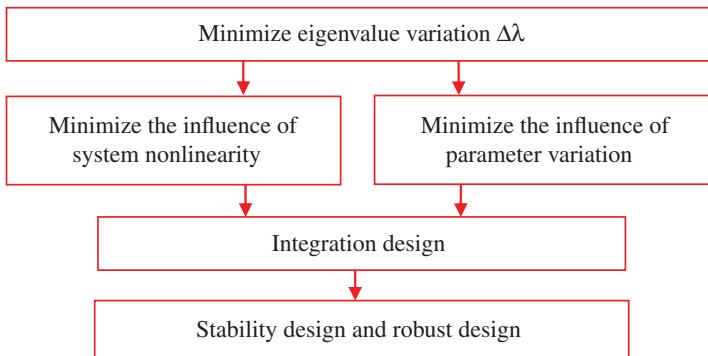 Minimize eigenvalue variation Δλ
Minimize the influence of
system nonlinearity
Minimize the influence of
parameter variation
Integration design
Stability design and robust design